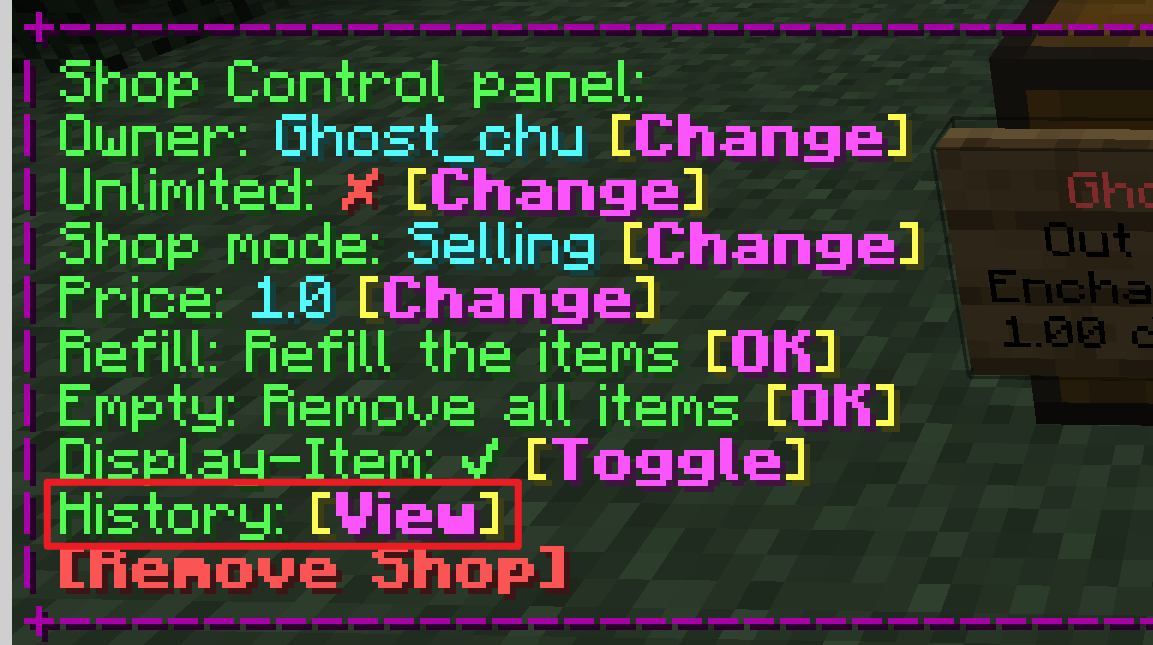 Shop Control panel:
Owner: Ghost_chu [Change]
Unlimited: ✘ [Change]
Shop mode: Selling [Change]
Price: 1.0 [Change]
Refill: Refill the items [OK]
Empty: Remove all items [OK]
Display-Item: ✓ [Toggle]
History: [View]
[Remove Shop]
Out
1.00